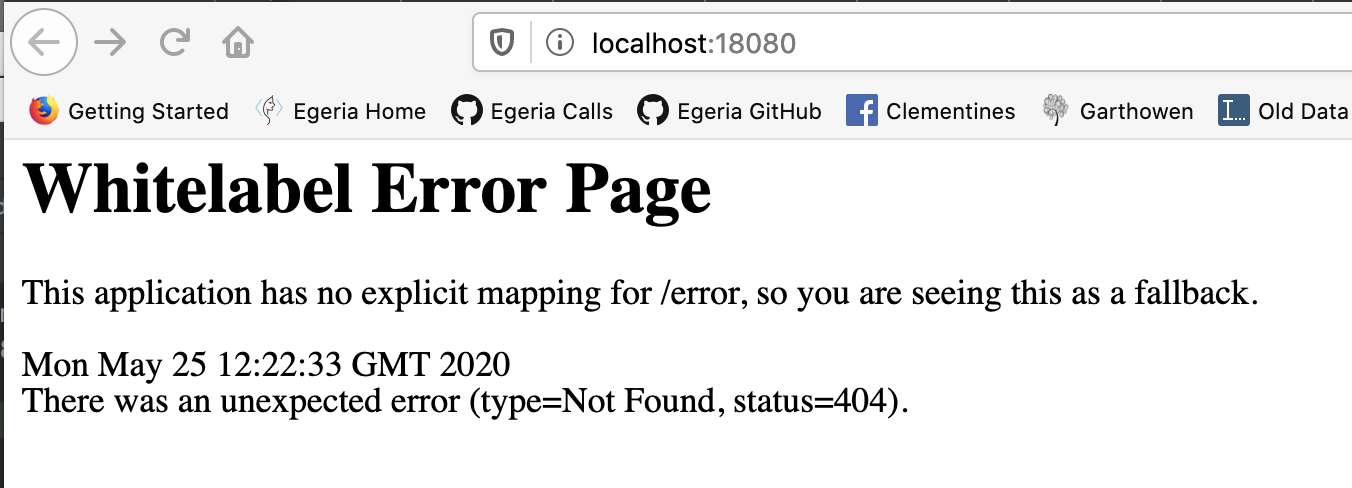 localhost:18080
Getting Started Egeria Home Egeria Calls Egeria GitHub Clementines Garthowen I... Old Data
Whitelabel Error Page
This application has no explicit mapping for /error, so you are seeing this as a fallback.
Mon May 25 12:22:33 GMT 2020
There was an unexpected error (type=Not Found, status=404).